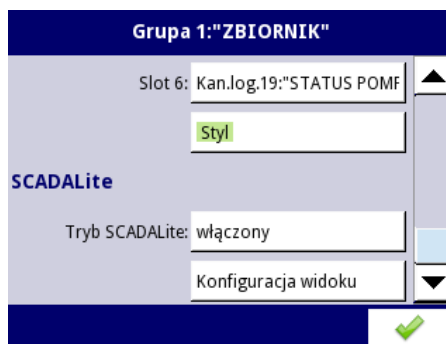 Grupa 1:"ZBIORNIK"
Slot 6: Kan.log.19:"STATUS POMF
Styl
SCADALite
Tryb SCADALite: włączony
Konfiguracja widoku